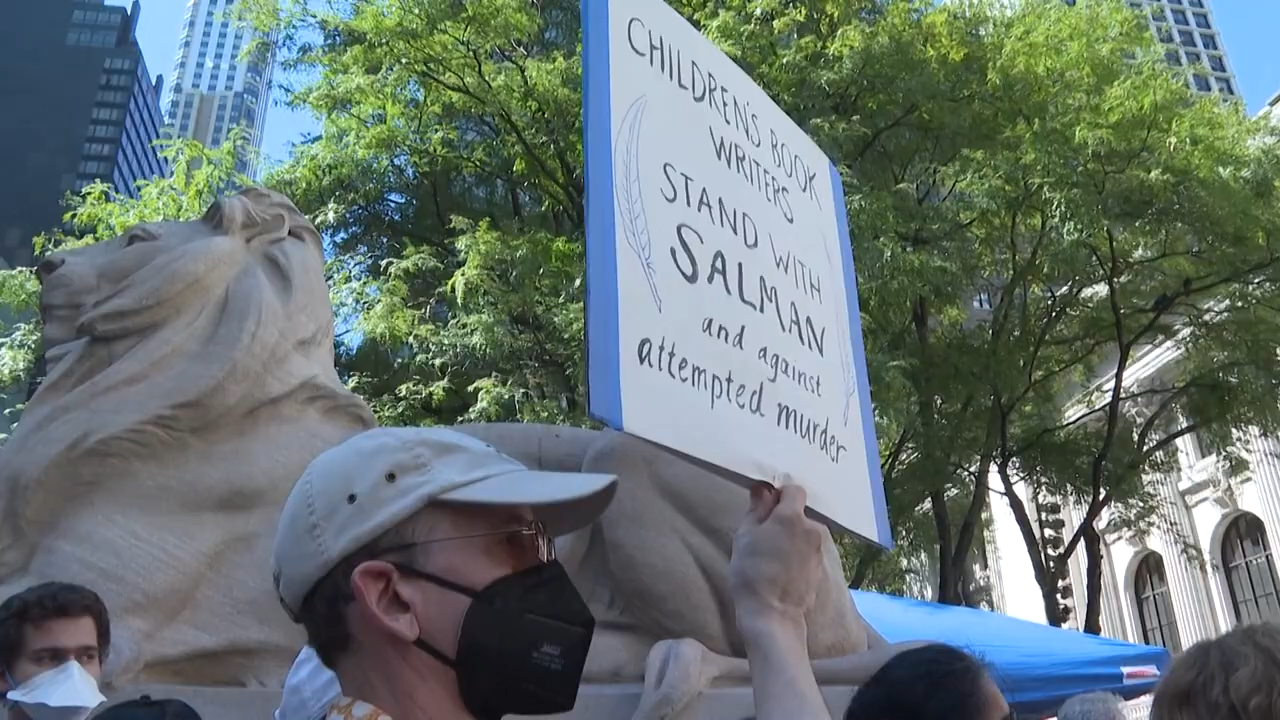 CHILDREN'S BOOK
WRITERS
STAND WITH
SALMAN
and against
attempted murder